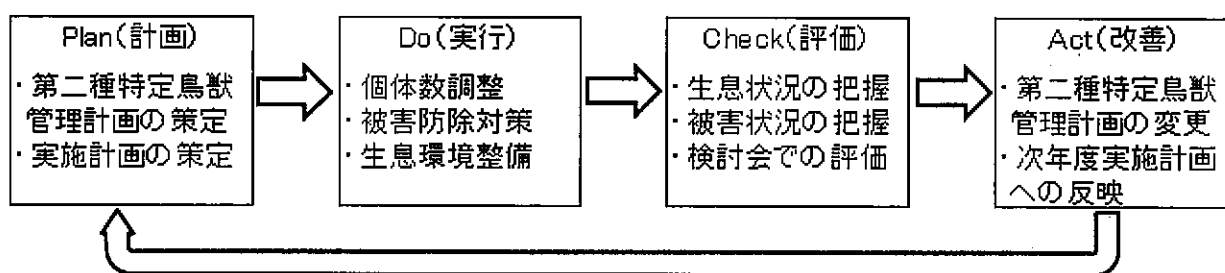 Plan(計画)
・第二種特定鳥獣
管理計画の策定
・実施計画の策定
Do(実行)
・個体数調整
・被害防除対策
・生息環境整備
Check(評価)
・生息状況の把握
・被害状況の把握
・検討会での評価
Act(改善)
・第二種特定鳥獣
管理計画の変更
・次年度実施計画
への反映